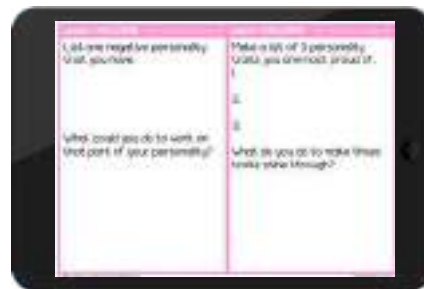 List one negative personality
trait you have.
What could you do to work on
that part of your personality?
Make a list of 3 personality
traits you are most proud of.
1.
2.
3.
What do you do to make these
traits shine through?